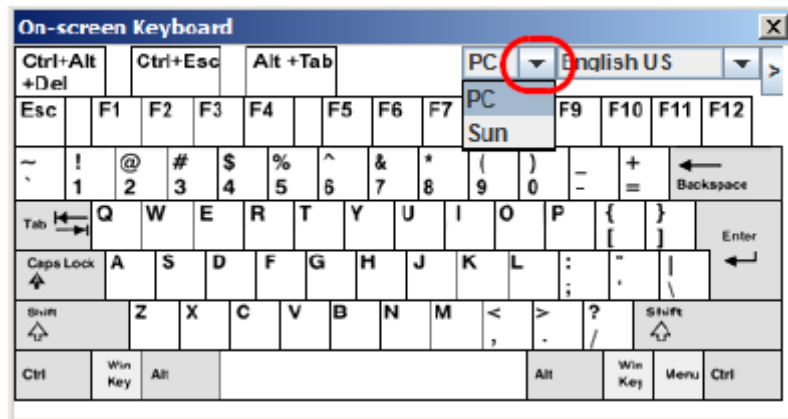 On-screen Keyboard X
Ctrl+Alt +Del Ctrl+Esc Alt +Tab PC English US >
PC
Sun
Esc F1 F2 F3 F4 F5 F6 F7 F9 F10 F11 F12
~ ! @ # $ % ^ & * ( ) _ +
` 1 2 3 4 5 6 7 8 9 0 - = Backspace
Tab Q W E R T Y U I O P { }
[ ] Enter
Caps Lock A S D F G H J K L : " |
; ' \
Shift Z X C V B N M < > ? Shift
, . /
Ctrl Win Key Alt Alt Win Key Menu Ctrl